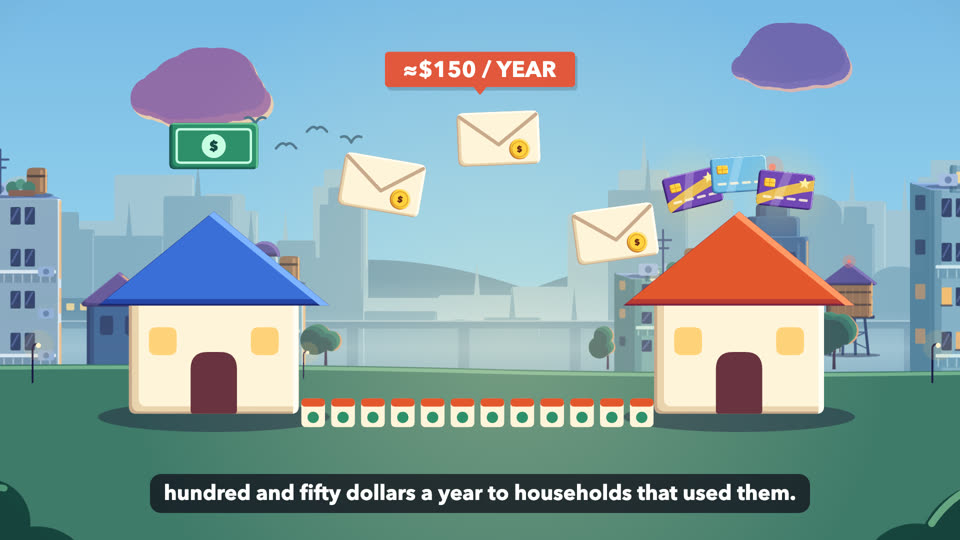 ≈$150 / YEAR
$
$
$
$
hundred and fifty dollars a year to households that used them.